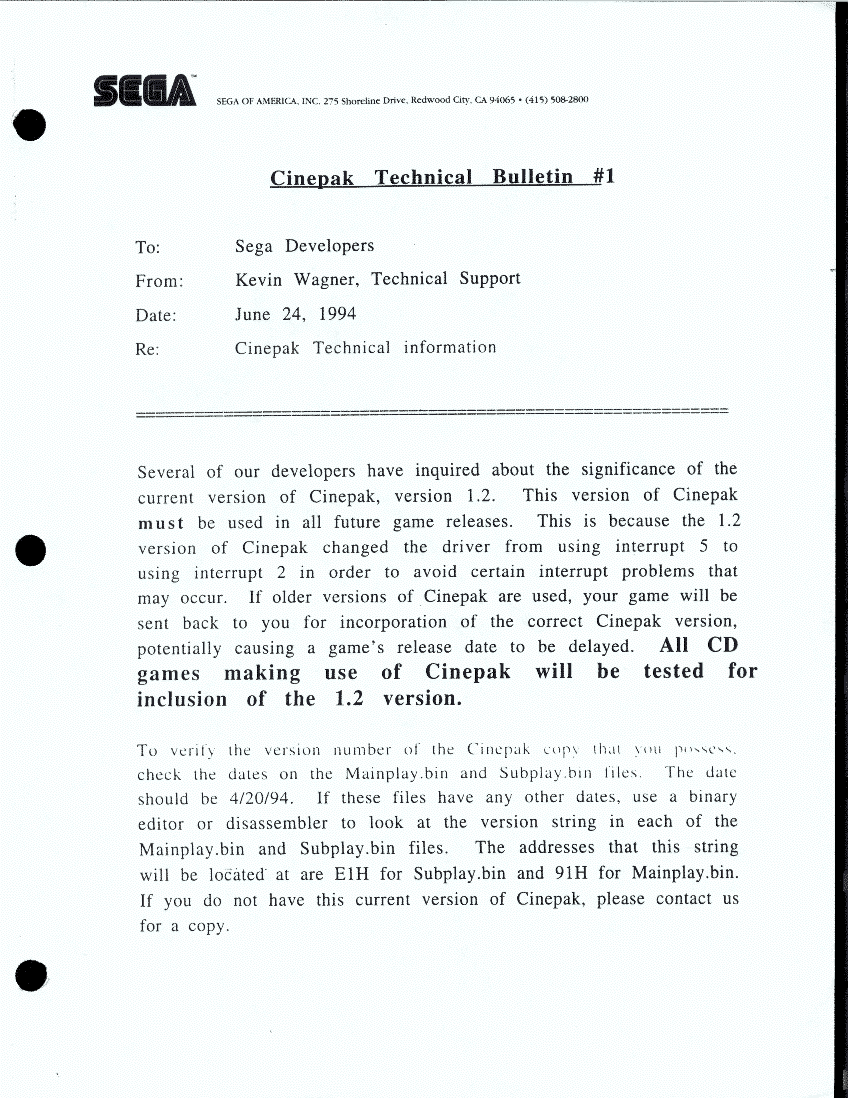 SEGA™
SEGA OF AMERICA, INC. 275 Shoreline Drive, Redwood City, CA 94065 • (415) 508-2800
Cinepak Technical Bulletin #1
To: Sega Developers
From: Kevin Wagner, Technical Support
Date: June 24, 1994
Re: Cinepak Technical information
===========================================================================
Several of our developers have inquired about the significance of the
current version of Cinepak, version 1.2. This version of Cinepak
must be used in all future game releases. This is because the 1.2
version of Cinepak changed the driver from using interrupt 5 to
using interrupt 2 in order to avoid certain interrupt problems that
may occur. If older versions of Cinepak are used, your game will be
sent back to you for incorporation of the correct Cinepak version,
potentially causing a game's release date to be delayed. All CD
games making use of Cinepak will be tested for
inclusion of the 1.2 version.
To verify the version number of the Cinepak copy that you possess,
check the dates on the Mainplay.bin and Subplay.bin files. The date
should be 4/20/94. If these files have any other dates, use a binary
editor or disassembler to look at the version string in each of the
Mainplay.bin and Subplay.bin files. The addresses that this string
will be located at are E1H for Subplay.bin and 91H for Mainplay.bin.
If you do not have this current version of Cinepak, please contact us
for a copy.